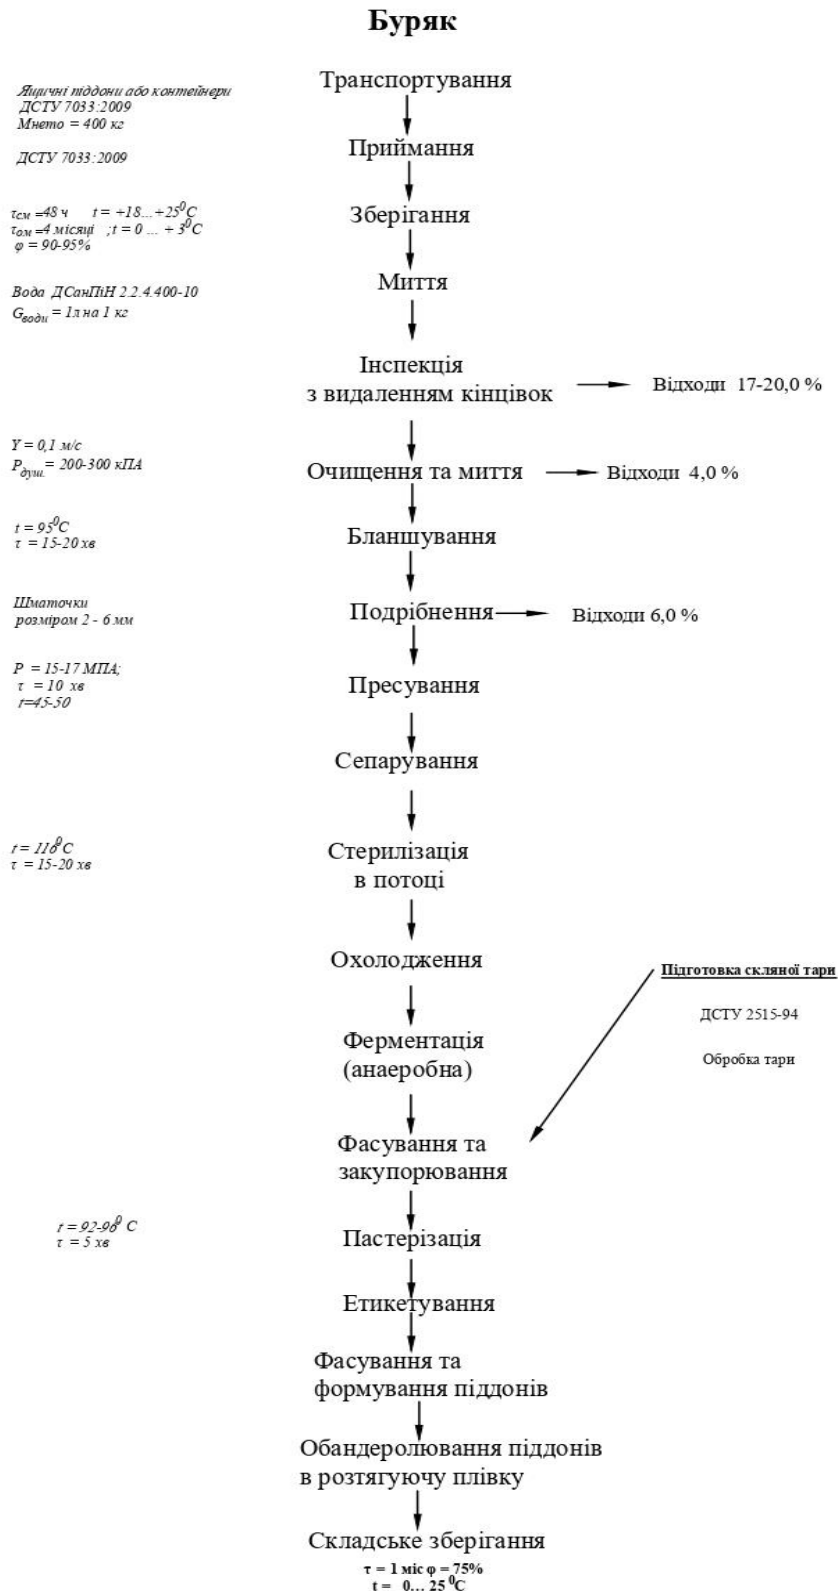 Буряк
Транспортування
Ящичні піддони або контейнери
ДСТУ 7033:2009
Мнето = 400 кг
Приймання
ДСТУ 7033:2009
Зберігання
τсм =48 ч t = +18...+25⁰C
τом =4 місяці ;t = 0 ... + 3⁰C
φ = 90-95%
Миття
Вода ДСанПіН 2.2.4.400-10
Gводи = 1л на 1 кг
Інспекція
з видаленням кінцівок
Відходи 17-20,0 %
Y = 0,1 м/с
Pдуш. = 200-300 кПА
Очищення та миття
Відходи 4,0 %
t = 95⁰C
τ = 15-20 хв
Бланшування
Шматочки
розміром 2 - 6 мм
Подрібнення
Відходи 6,0 %
P = 15-17 МПА;
τ = 10 хв
t=45-50
Пресування
Сепарування
t = 116⁰C
τ = 15-20 хв
Стерилізація
в потоці
Охолодження
Підготовка скляної тари
ДСТУ 2515-94
Обробка тари
Ферментація
(анаеробна)
Фасування та
закупорювання
t = 92-96⁰ C
τ = 5 хв
Пастерізація
Етикетування
Фасування та
формування піддонів
Обандеролювання піддонів
в розтягуючу плівку
Складське зберігання
τ = 1 міс φ = 75%
t = 0... 25 ⁰C